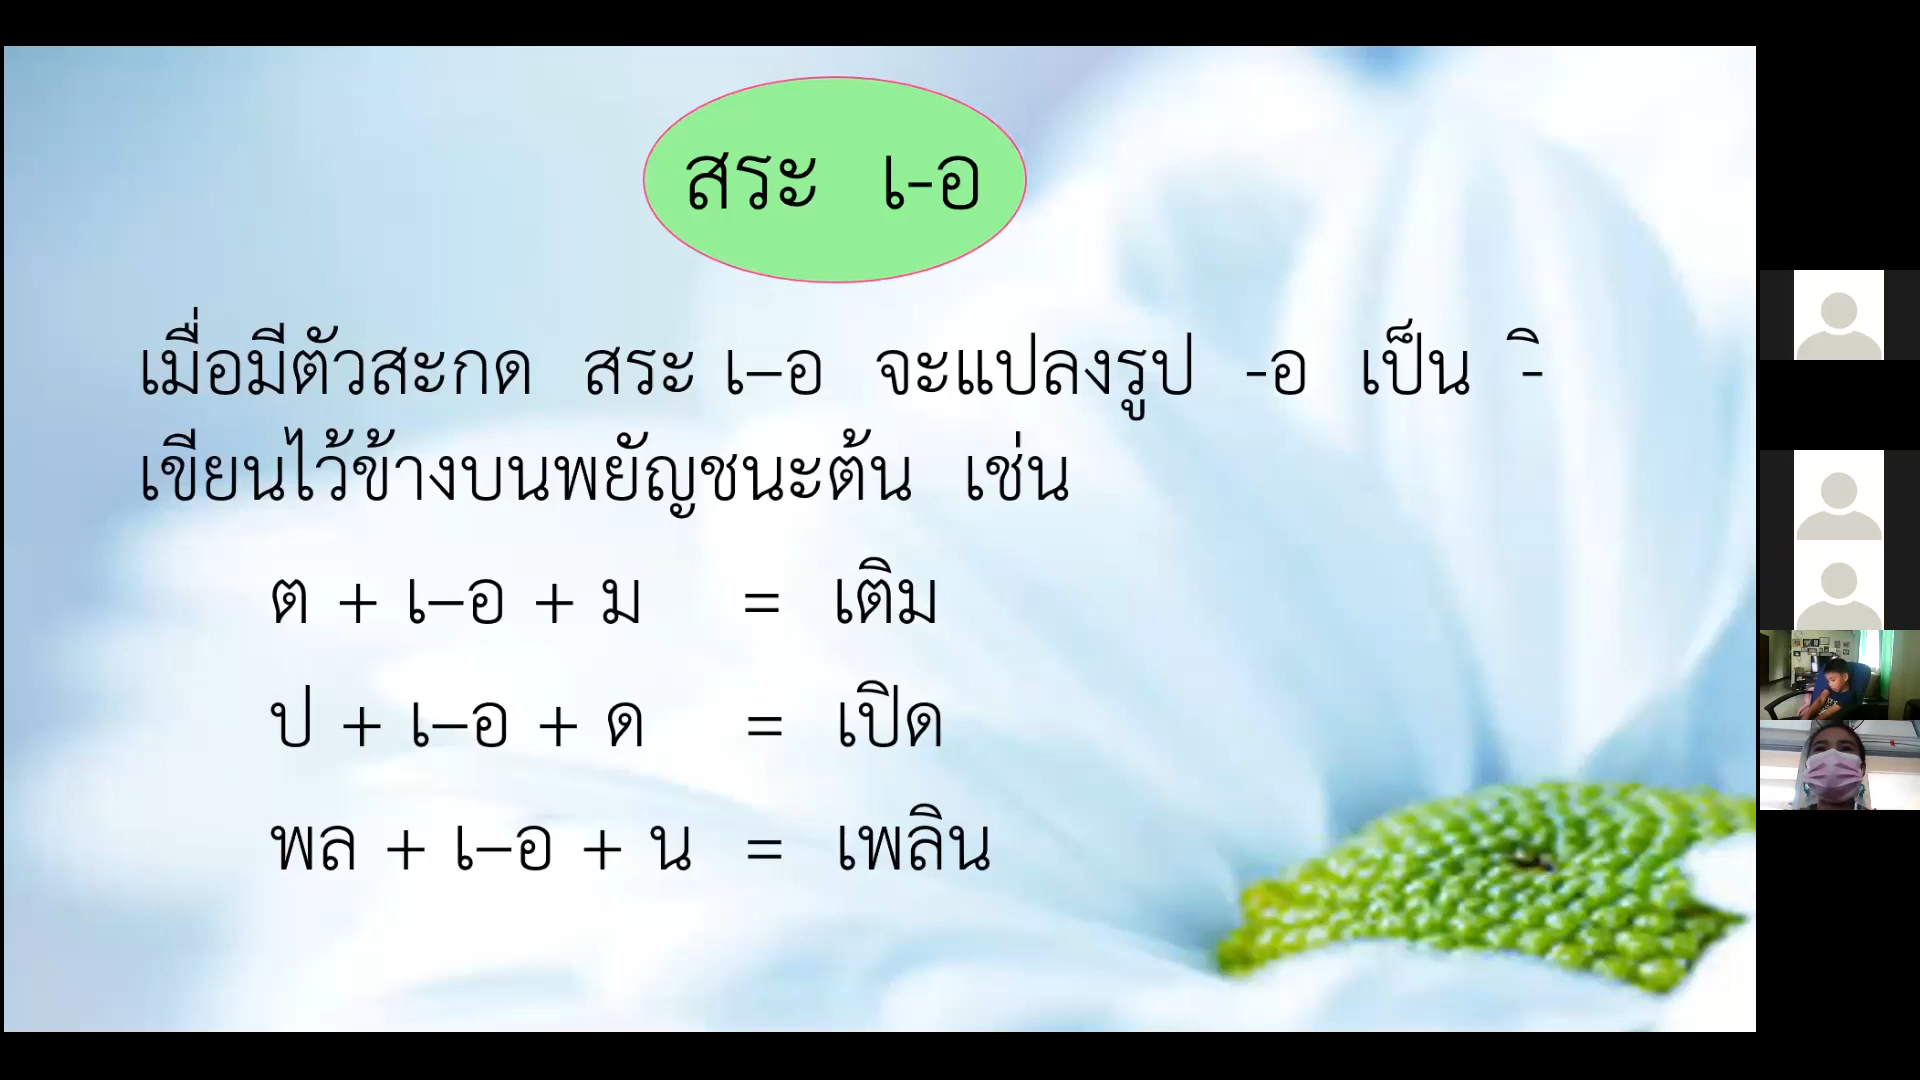 สระ เ-อ
เมื่อมีตัวสะกด สระ เ–อ จะแปลงรูป -อ เป็น -ิ
เขียนไว้ข้างบนพยัญชนะต้น เช่น
ต + เ–อ + ม = เติม
ป + เ–อ + ด = เปิด
พล + เ–อ + น = เพลิน